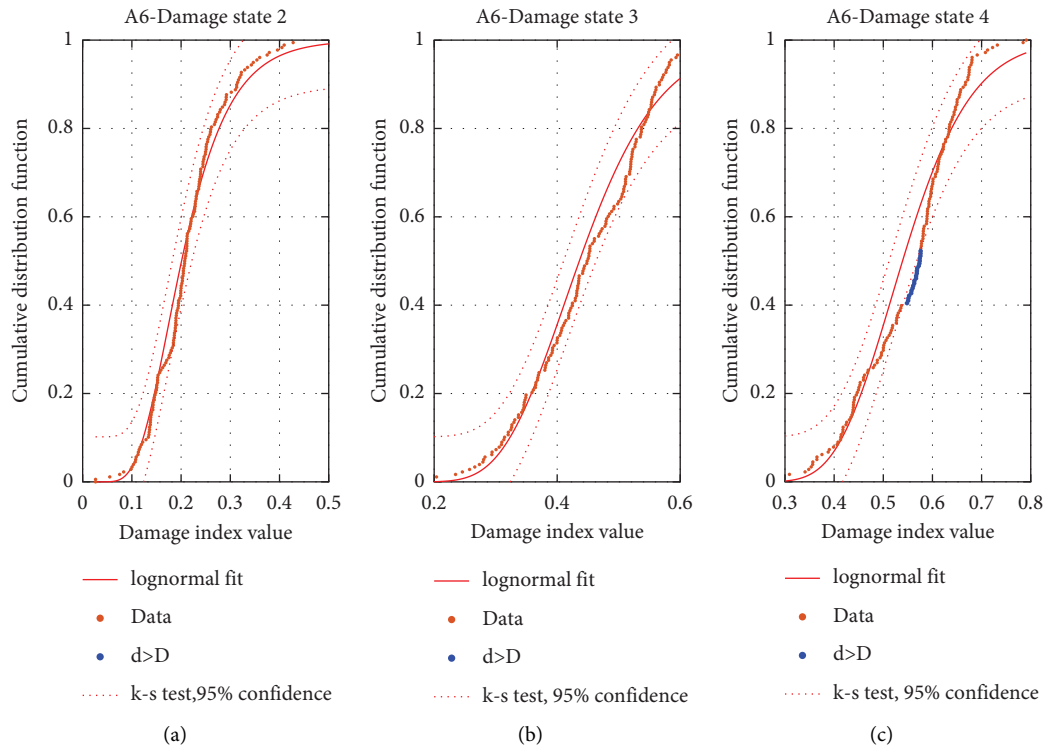 A6-Damage state 2
1
0.8
0.6
0.4
0.2
0
0 0.1 0.2 0.3 0.4 0.5
Cumulative distribution function
Damage index value
lognormal fit
Data
d>D
k-s test,95% confidence
(a)
A6-Damage state 3
1
0.8
0.6
0.4
0.2
0
0.2 0.4 0.6
Cumulative distribution function
Damage index value
lognormal fit
Data
d>D
k-s test, 95% confidence
(b)
A6-Damage state 4
1
0.8
0.6
0.4
0.2
0
0.3 0.4 0.5 0.6 0.7 0.8
Cumulative distribution function
Damage index value
lognormal fit
Data
d>D
k-s test, 95% confidence
(c)